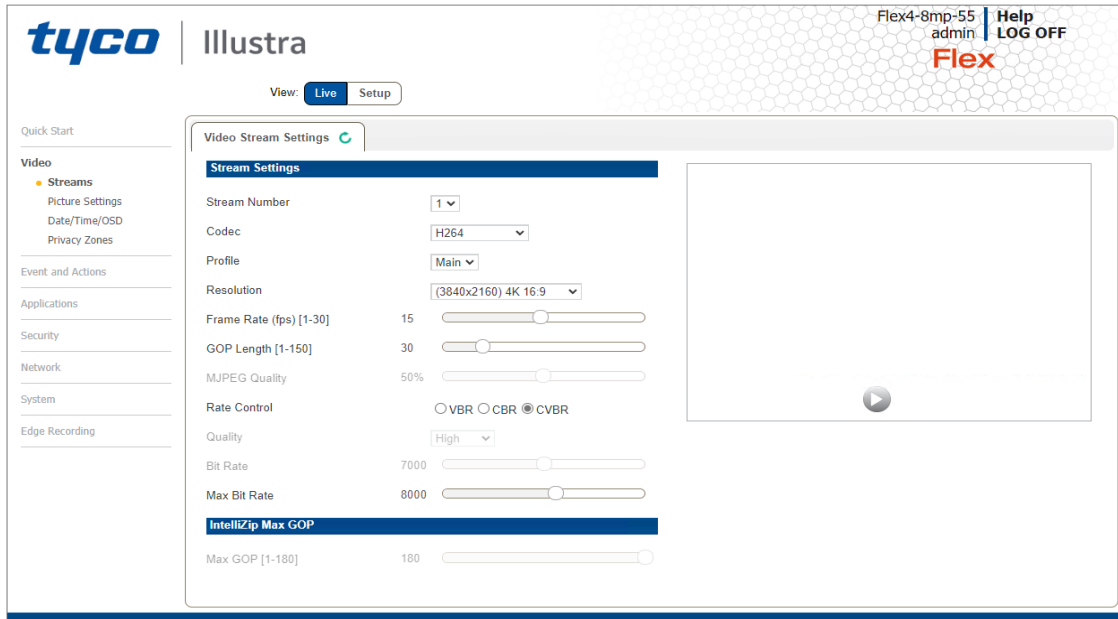 tyco | Illustra
Flex4-8mp-55 Help
admin LOG OFF
Flex
View: Live Setup
Quick Start
Video
Streams
Picture Settings
Date/Time/OSD
Privacy Zones
Event and Actions
Applications
Security
Network
System
Edge Recording
Video Stream Settings
Stream Settings
Stream Number 1
Codec H264
Profile Main
Resolution (3840x2160) 4K 16:9
Frame Rate (fps) [1-30] 15
GOP Length [1-150] 30
MJPEG Quality 50%
Rate Control VBR CBR CVBR
Quality High
Bit Rate 7000
Max Bit Rate 8000
IntelliZip Max GOP
Max GOP [1-180] 180